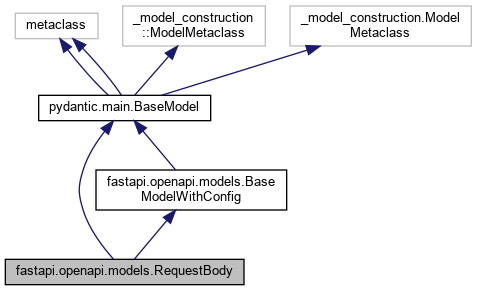 metaclass
_model_construction
::ModelMetaclass
_model_construction.Model
Metaclass
pydantic.main.BaseModel
fastapi.openapi.models.Base
ModelWithConfig
fastapi.openapi.models.RequestBody